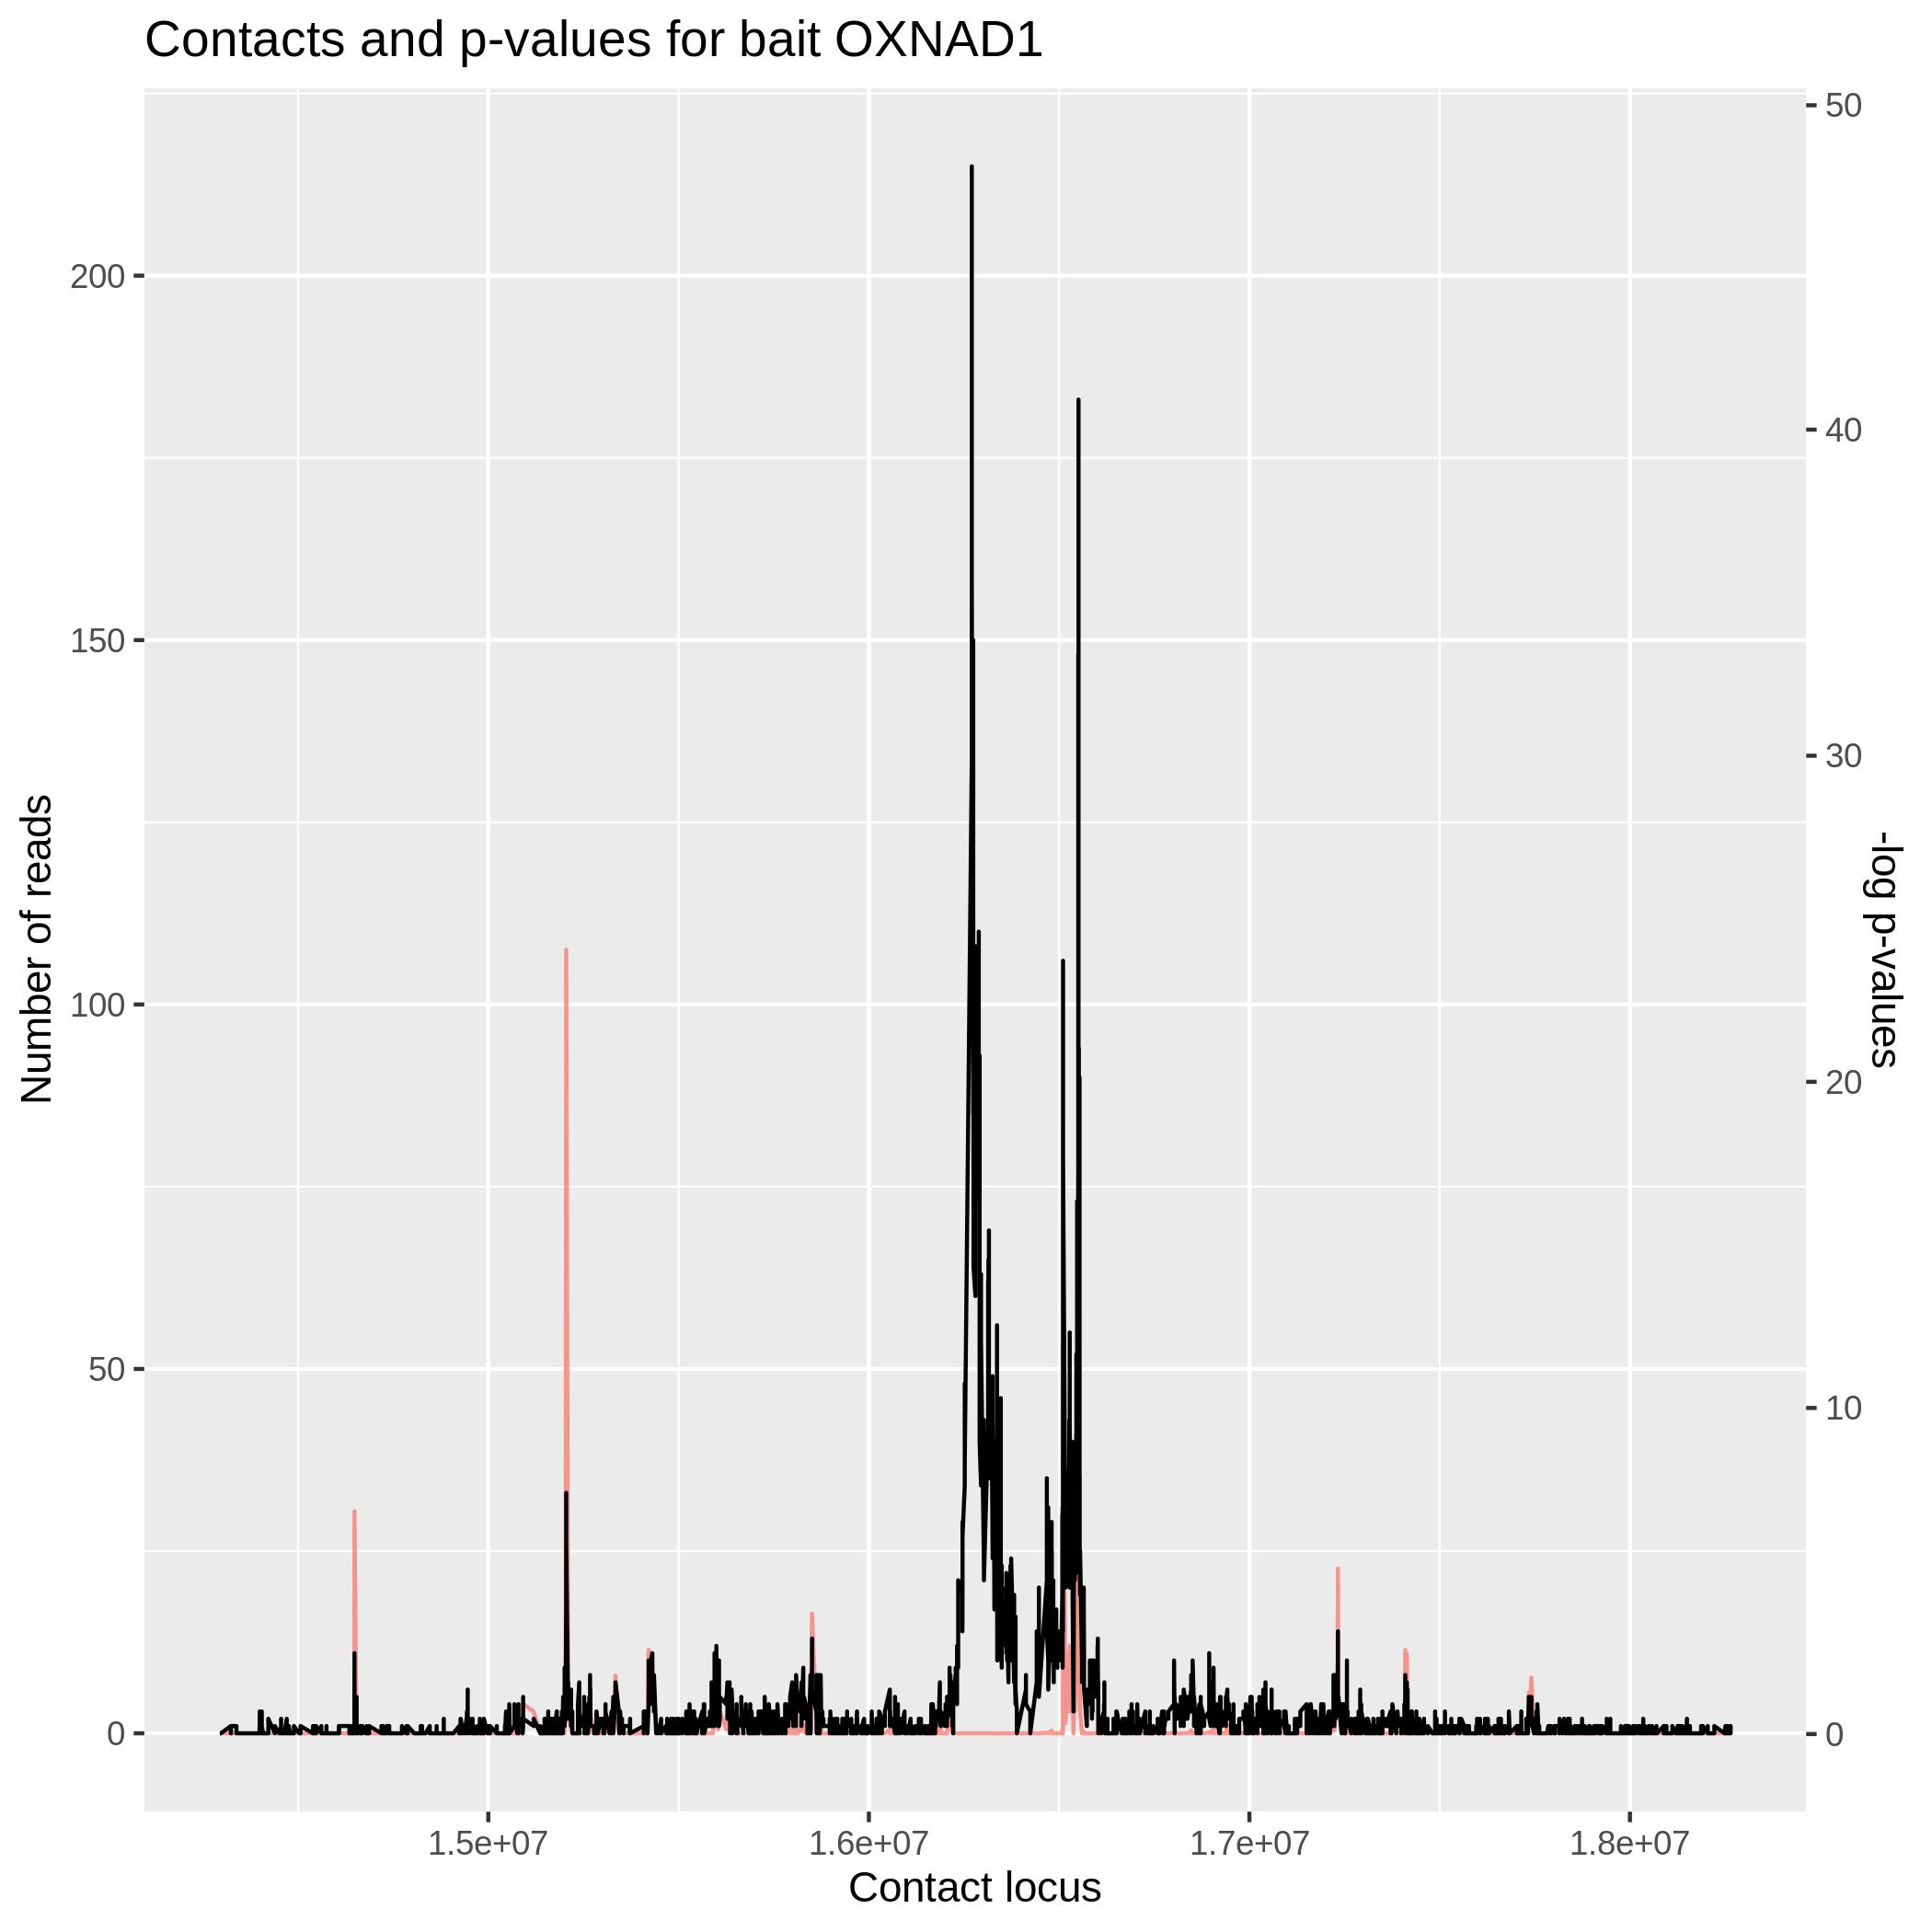 Contacts and p-values for bait OXNAD1
Number of reads
200
150
100
50
0
50
40
30
20
10
0
-log p-values
1.5e+07
1.6e+07
1.7e+07
1.8e+07
Contact locus